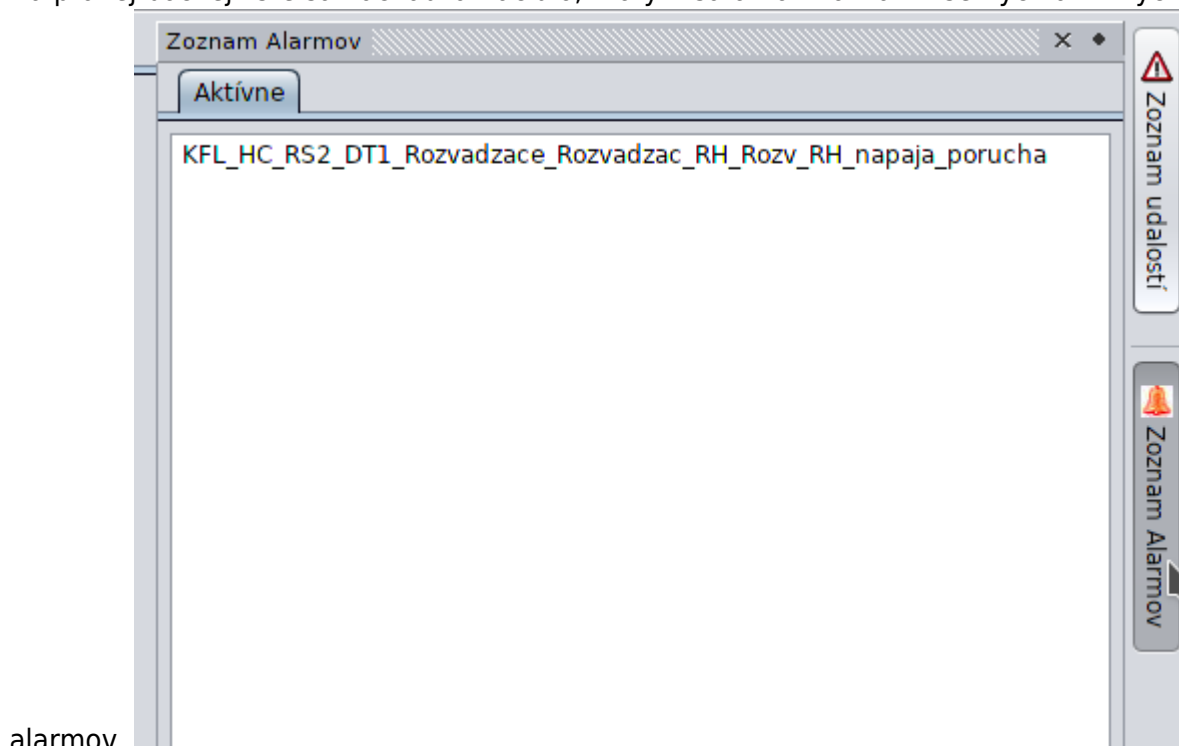 Zoznam Alarmov
Aktívne
KFL_HC_RS2_DT1_Rozvadzace_Rozvadzac_RH_Rozv_RH_napaja_porucha
Zoznam udalostí
Zoznam Alarmov
alarmov